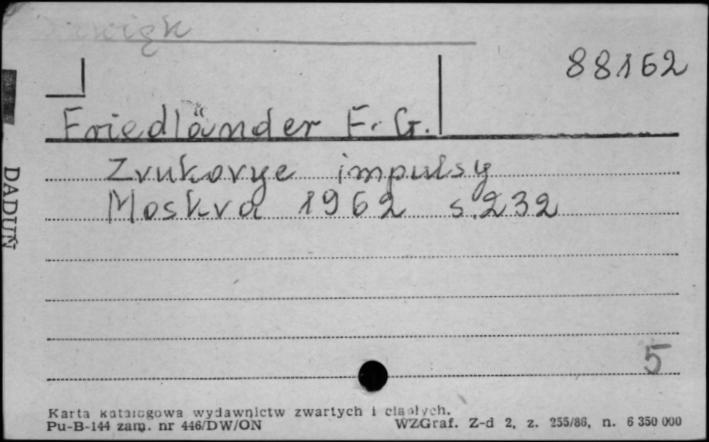 88162
Friedländer F. G.
Zvukovye impulsy
Moskva 1962 s. 232
5
DADUŃ
Karta katalogowa wydawnictw zwartych i ciągłych.
Pu-B-144 zam. nr 446/DW/ON WZGraf. Z-d 2, z. 255/86, n. 6 350 000